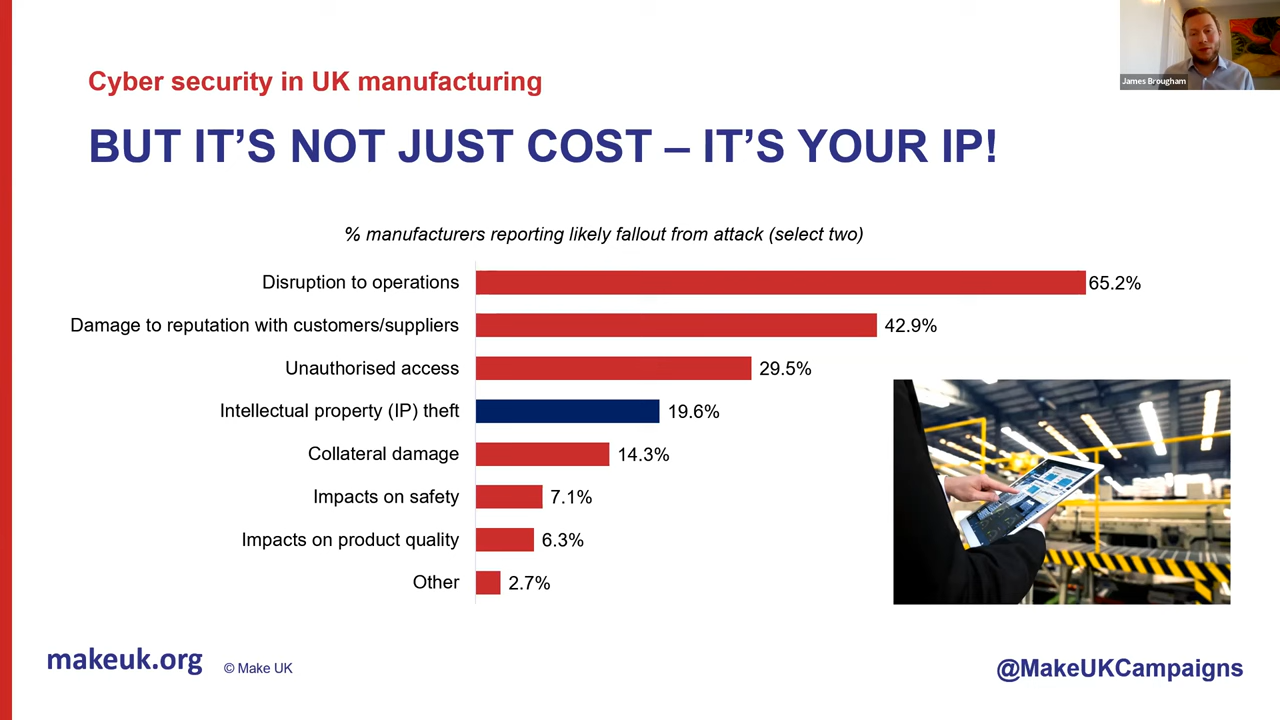 James Brougham
Cyber security in UK manufacturing
BUT IT'S NOT JUST COST – IT'S YOUR IP!
% manufacturers reporting likely fallout from attack (select two)
Disruption to operations 65.2%
Damage to reputation with customers/suppliers 42.9%
Unauthorised access 29.5%
Intellectual property (IP) theft 19.6%
Collateral damage 14.3%
Impacts on safety 7.1%
Impacts on product quality 6.3%
Other 2.7%
makeuk.org © Make UK @MakeUKCampaigns